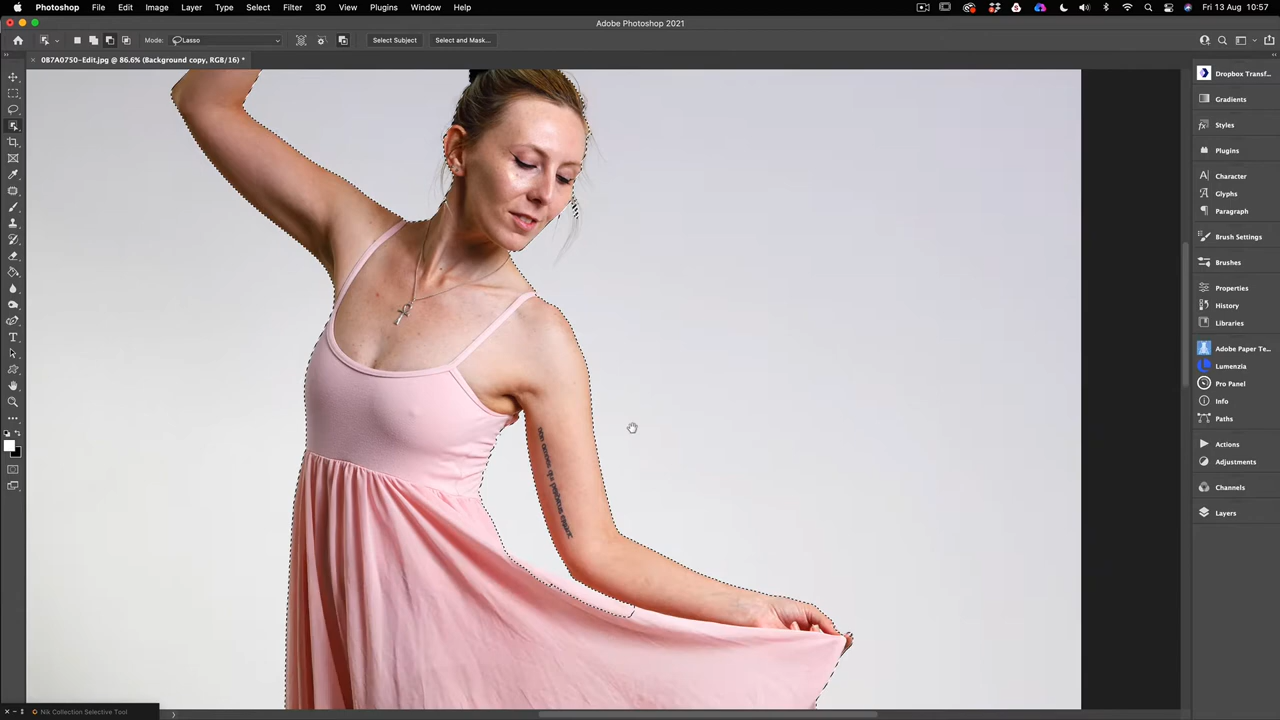 Photoshop File Edit Image Layer Type Select Filter 3D View Plugins Window Help Fri 13 Aug 10:57
Adobe Photoshop 2021
Mode: Lasso Select Subject Select and Mask...
0B7A0750-Edit.jpg @ 86.6% (Background copy, RGB/16) *
Dropbox Transf...
Gradients
Styles
Plugins
Character
Glyphs
Paragraph
Brush Settings
Brushes
Properties
History
Libraries
Adobe Paper Te...
Lumenzia
Pro Panel
Info
Paths
Actions
Adjustments
Channels
Layers
Nik Collection Selective Tool